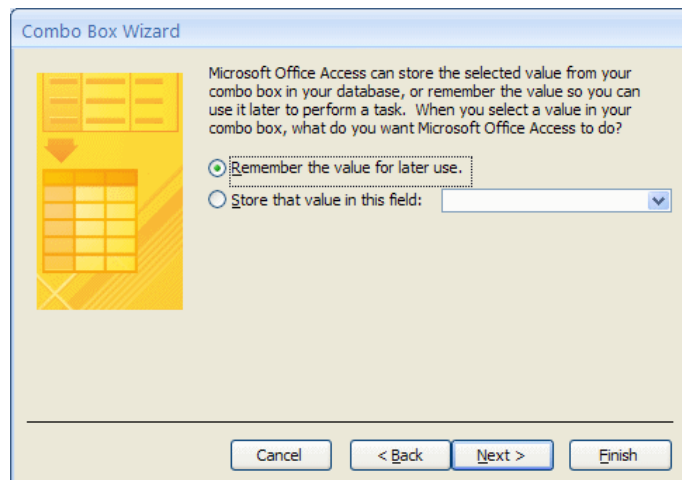 Combo Box Wizard
Microsoft Office Access can store the selected value from your
combo box in your database, or remember the value so you can
use it later to perform a task.  When you select a value in your
combo box, what do you want Microsoft Office Access to do?
Remember the value for later use.
Store that value in this field:
Cancel
< Back
Next >
Finish